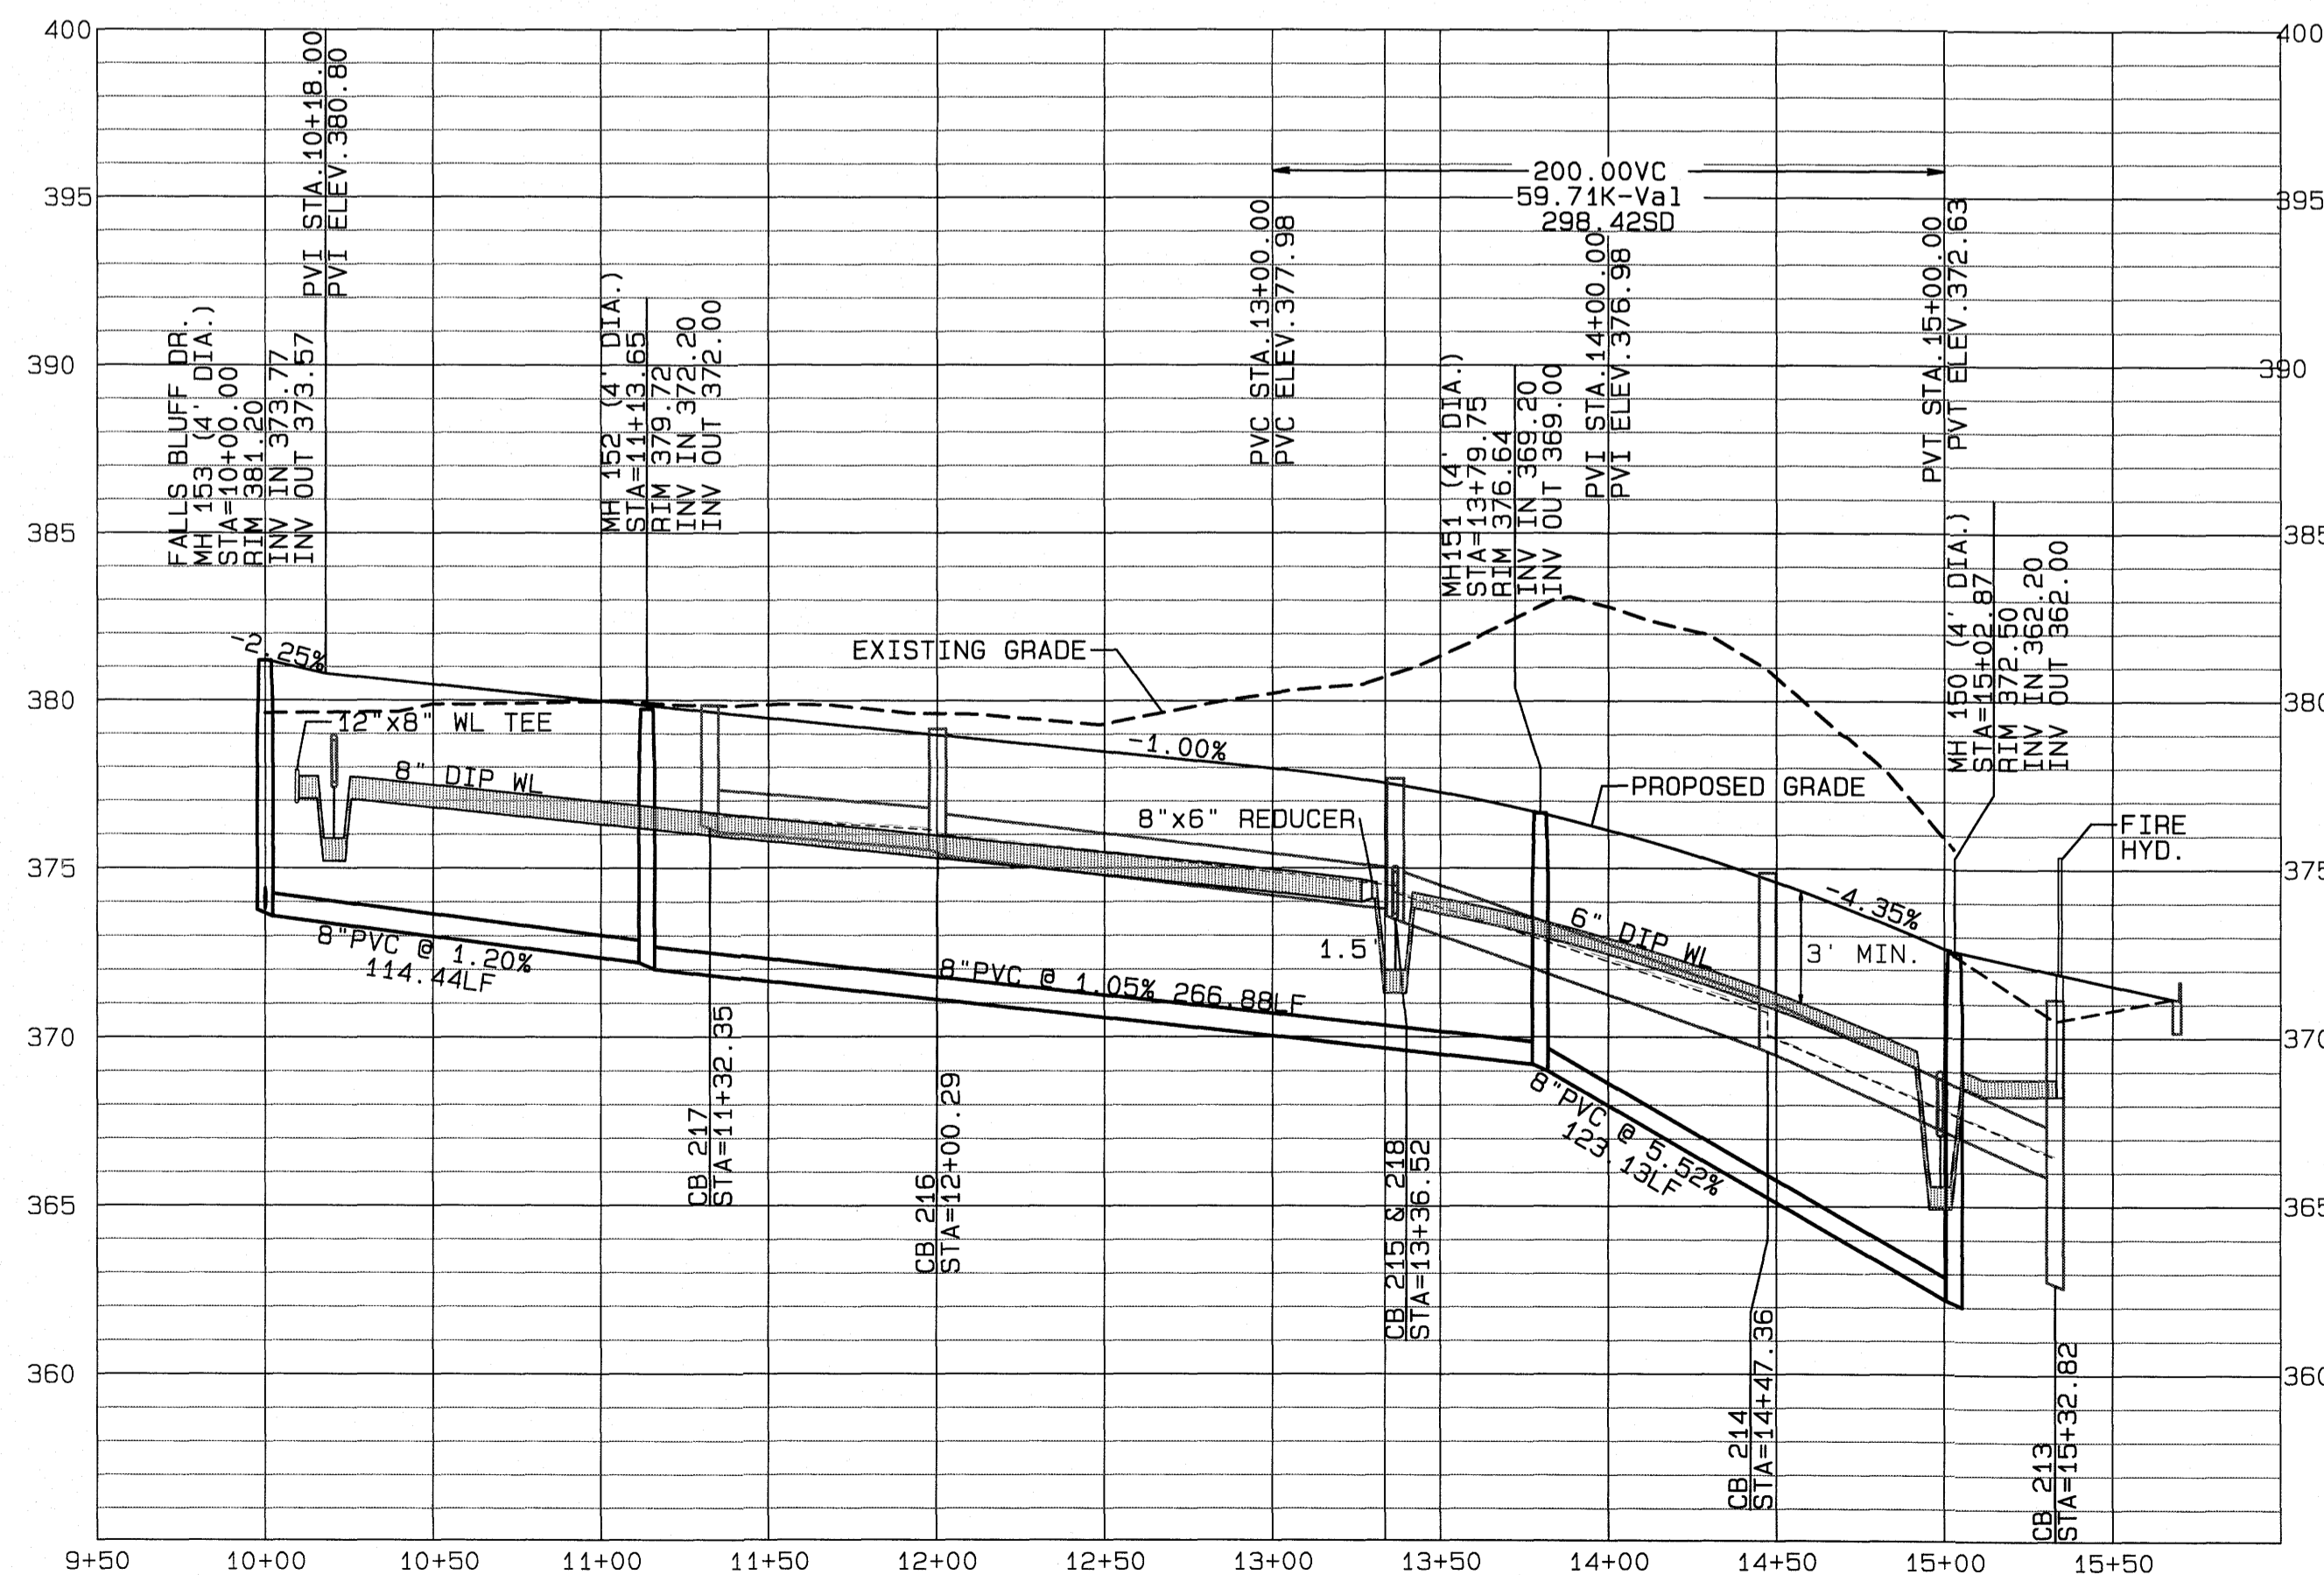 400
395
390
385
380
375
370
365
360
400
395
390
385
380
375
370
365
360
9+50
10+00
10+50
11+00
11+50
12+00
12+50
13+00
13+50
14+00
14+50
15+00
15+50
FALLS BLUFF DR.
MH 153 (4' DIA.)
STA=10+00.00
RIM 381.20
INV IN 373.77
INV OUT 373.57
PVI STA.10+18.00
PVI ELEV.380.80
MH 152 (4' DIA.)
STA=11+13.65
RIM 379.72
INV IN 372.20
INV OUT 372.00
200.00VC
59.71K-Val
298.42SD
PVC STA.13+00.00
PVC ELEV.377.98
MH151 (4' DIA.)
STA=13+79.75
RIM 376.64
INV IN 369.20
INV OUT 369.00
PVI STA.14+00.00
PVI ELEV.376.98
PVT STA.15+00.00
PVT ELEV.372.63
MH 150 (4' DIA.)
STA=15+02.87
RIM 372.50
INV IN 362.20
INV OUT 362.00
-2.25%
EXISTING GRADE
12"x8" WL TEE
8" DIP WL
-1.00%
8"x6" REDUCER
PROPOSED GRADE
1.5'
6" DIP WL
-4.35%
3' MIN.
FIRE
HYD.
8"PVC @ 1.20%
114.44LF
8"PVC @ 1.05% 266.88LF
8"PVC @ 5.52%
123.13LF
CB 217
STA=11+32.35
CB 216
STA=12+00.29
CB 215 & 218
STA=13+36.52
CB 214
STA=14+47.36
CB 213
STA=15+32.82